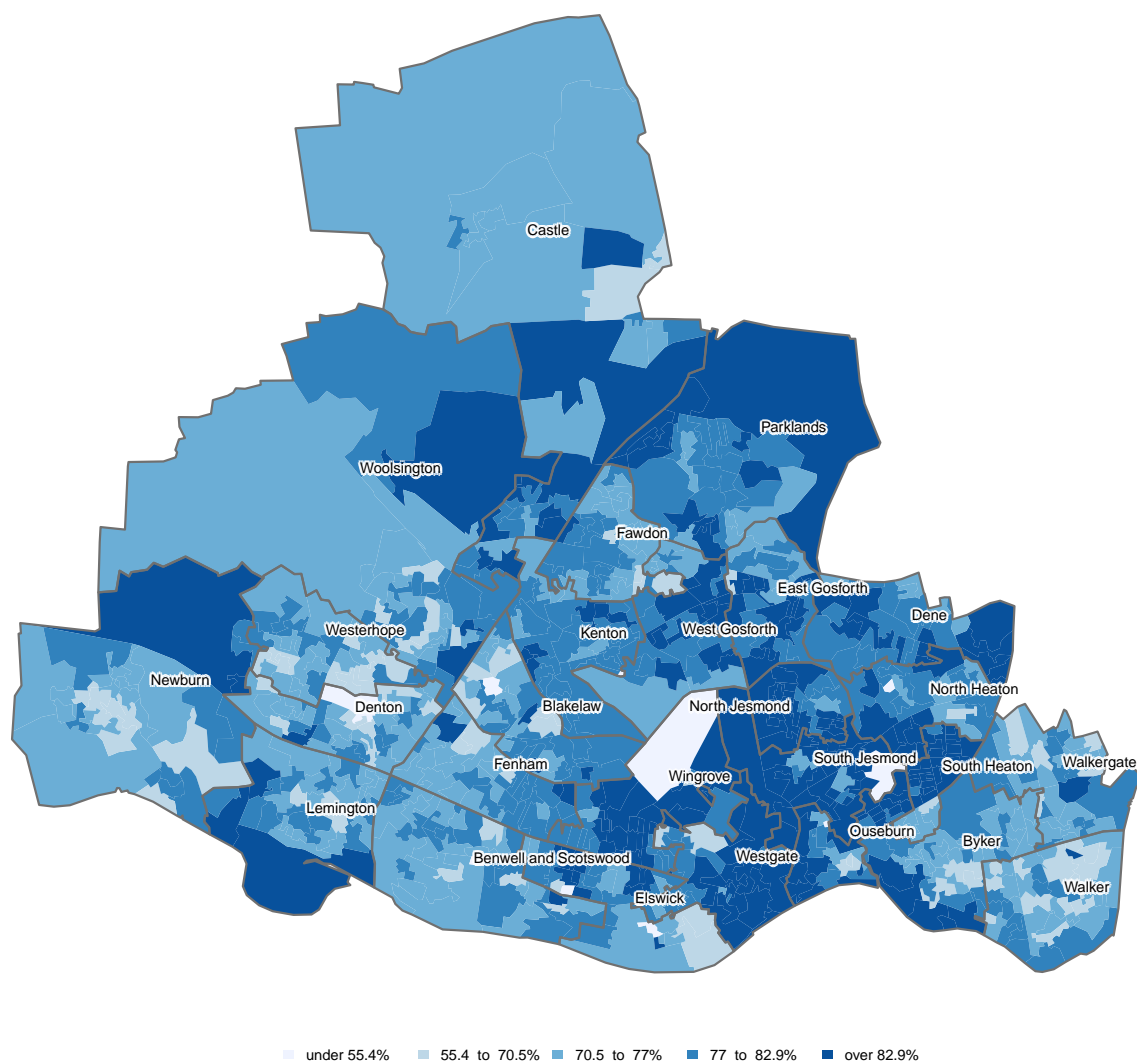 Castle
Parklands
Woolsington
Fawdon
East Gosforth
Dene
Westerhope
Kenton
West Gosforth
Newburn
North Heaton
Denton
Blakelaw
North Jesmond
South Jesmond
Fenham
South Heaton
Walkergate
Wingrove
Lemington
Ouseburn
Byker
Benwell and Scotswood
Westgate
Walker
Elswick
under 55.4%
55.4 to 70.5%
70.5 to 77%
77 to 82.9%
over 82.9%